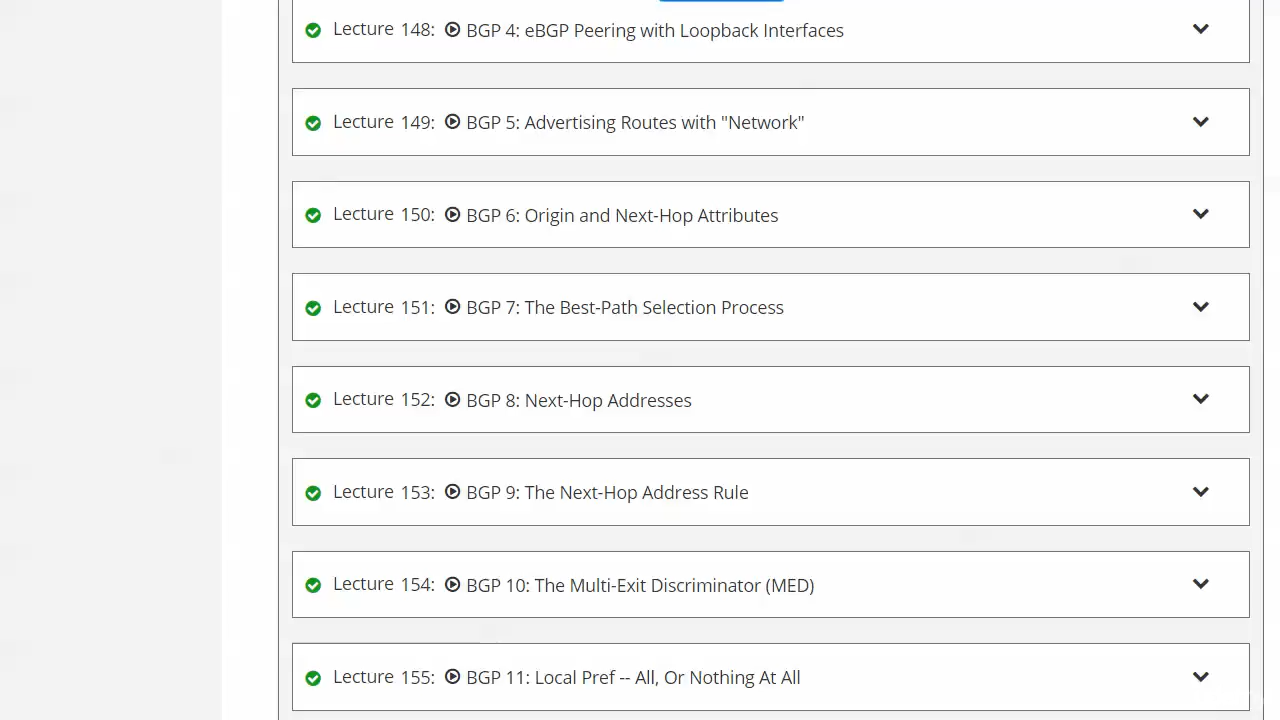 Lecture 148: BGP 4: eBGP Peering with Loopback Interfaces
Lecture 149: BGP 5: Advertising Routes with "Network"
Lecture 150: BGP 6: Origin and Next-Hop Attributes
Lecture 151: BGP 7: The Best-Path Selection Process
Lecture 152: BGP 8: Next-Hop Addresses
Lecture 153: BGP 9: The Next-Hop Address Rule
Lecture 154: BGP 10: The Multi-Exit Discriminator (MED)
Lecture 155: BGP 11: Local Pref -- All, Or Nothing At All